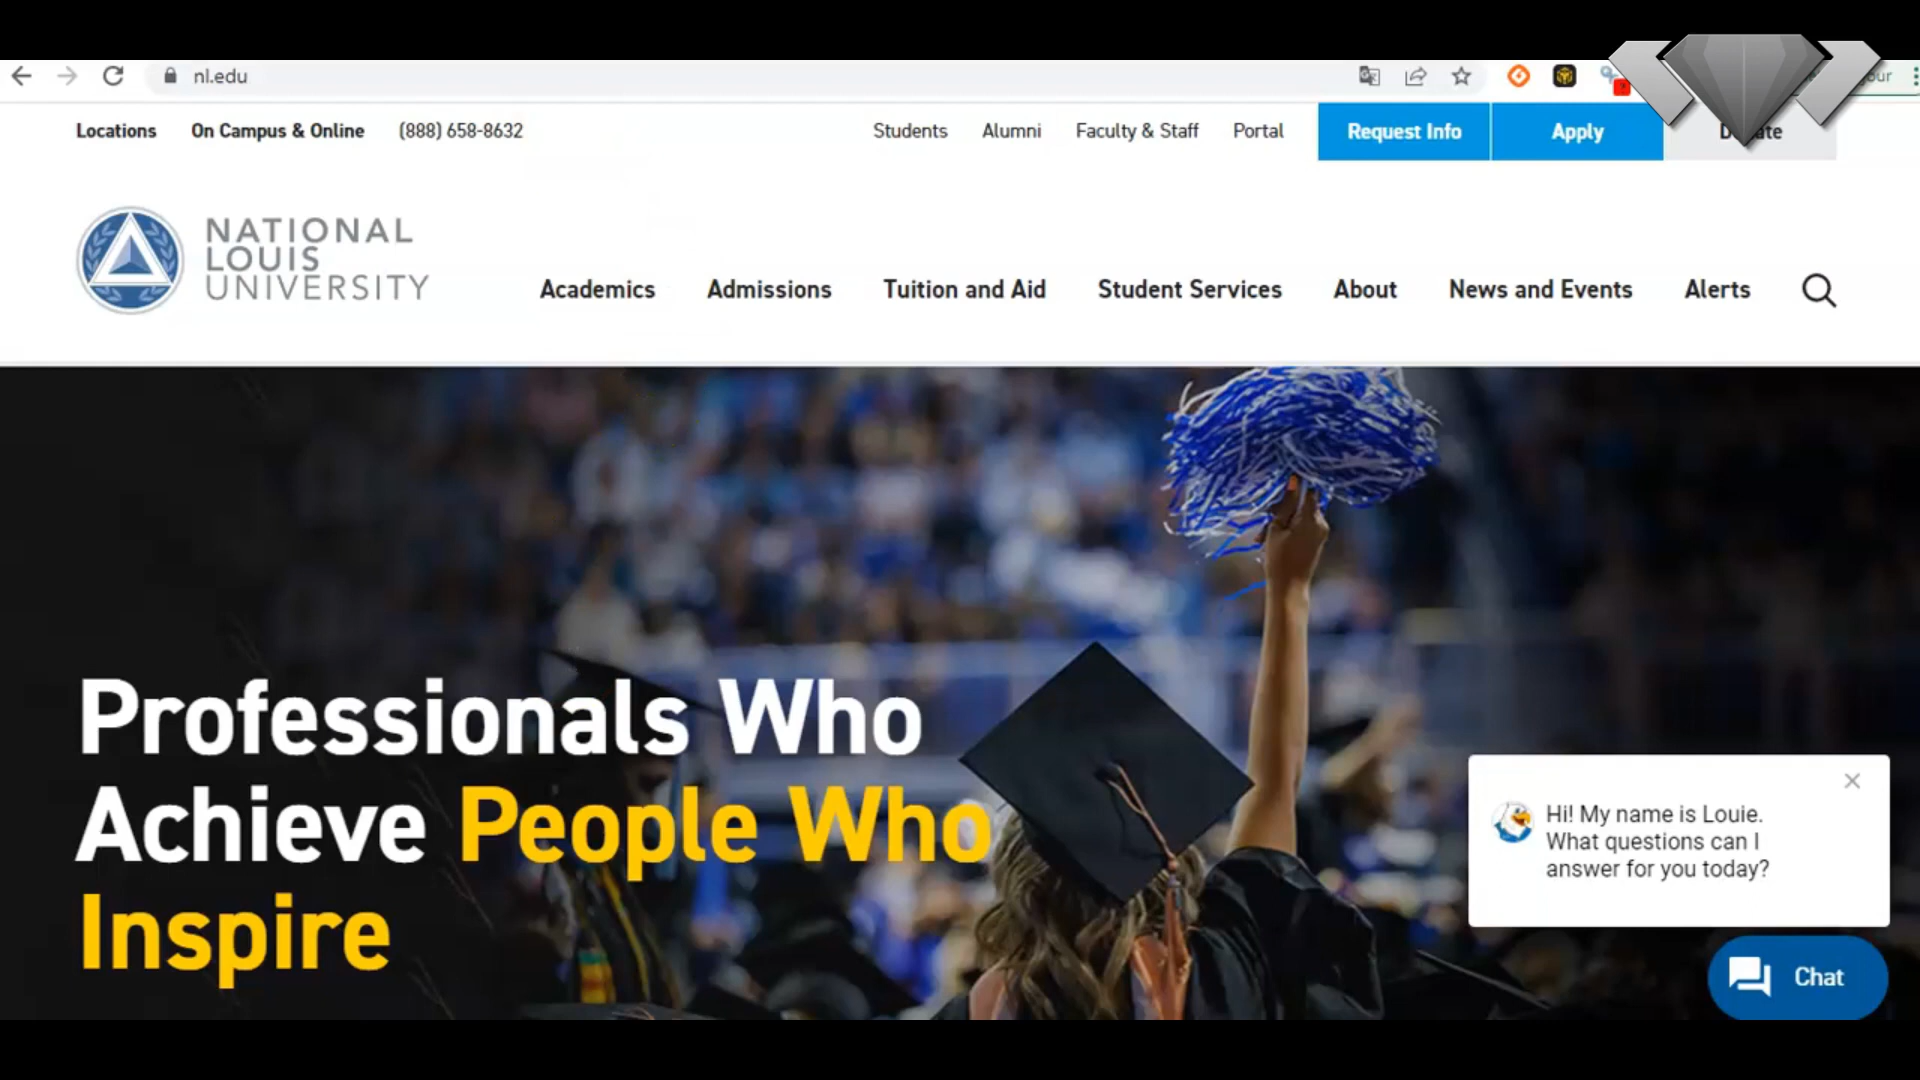 nl.edu
Locations On Campus & Online (888) 658-8632 Students Alumni Faculty & Staff Portal Request Info Apply
NATIONAL
LOUIS
UNIVERSITY
Academics Admissions Tuition and Aid Student Services About News and Events Alerts
Professionals Who
Achieve People Who
Inspire
Hi! My name is Louie.
What questions can I
answer for you today?
Chat